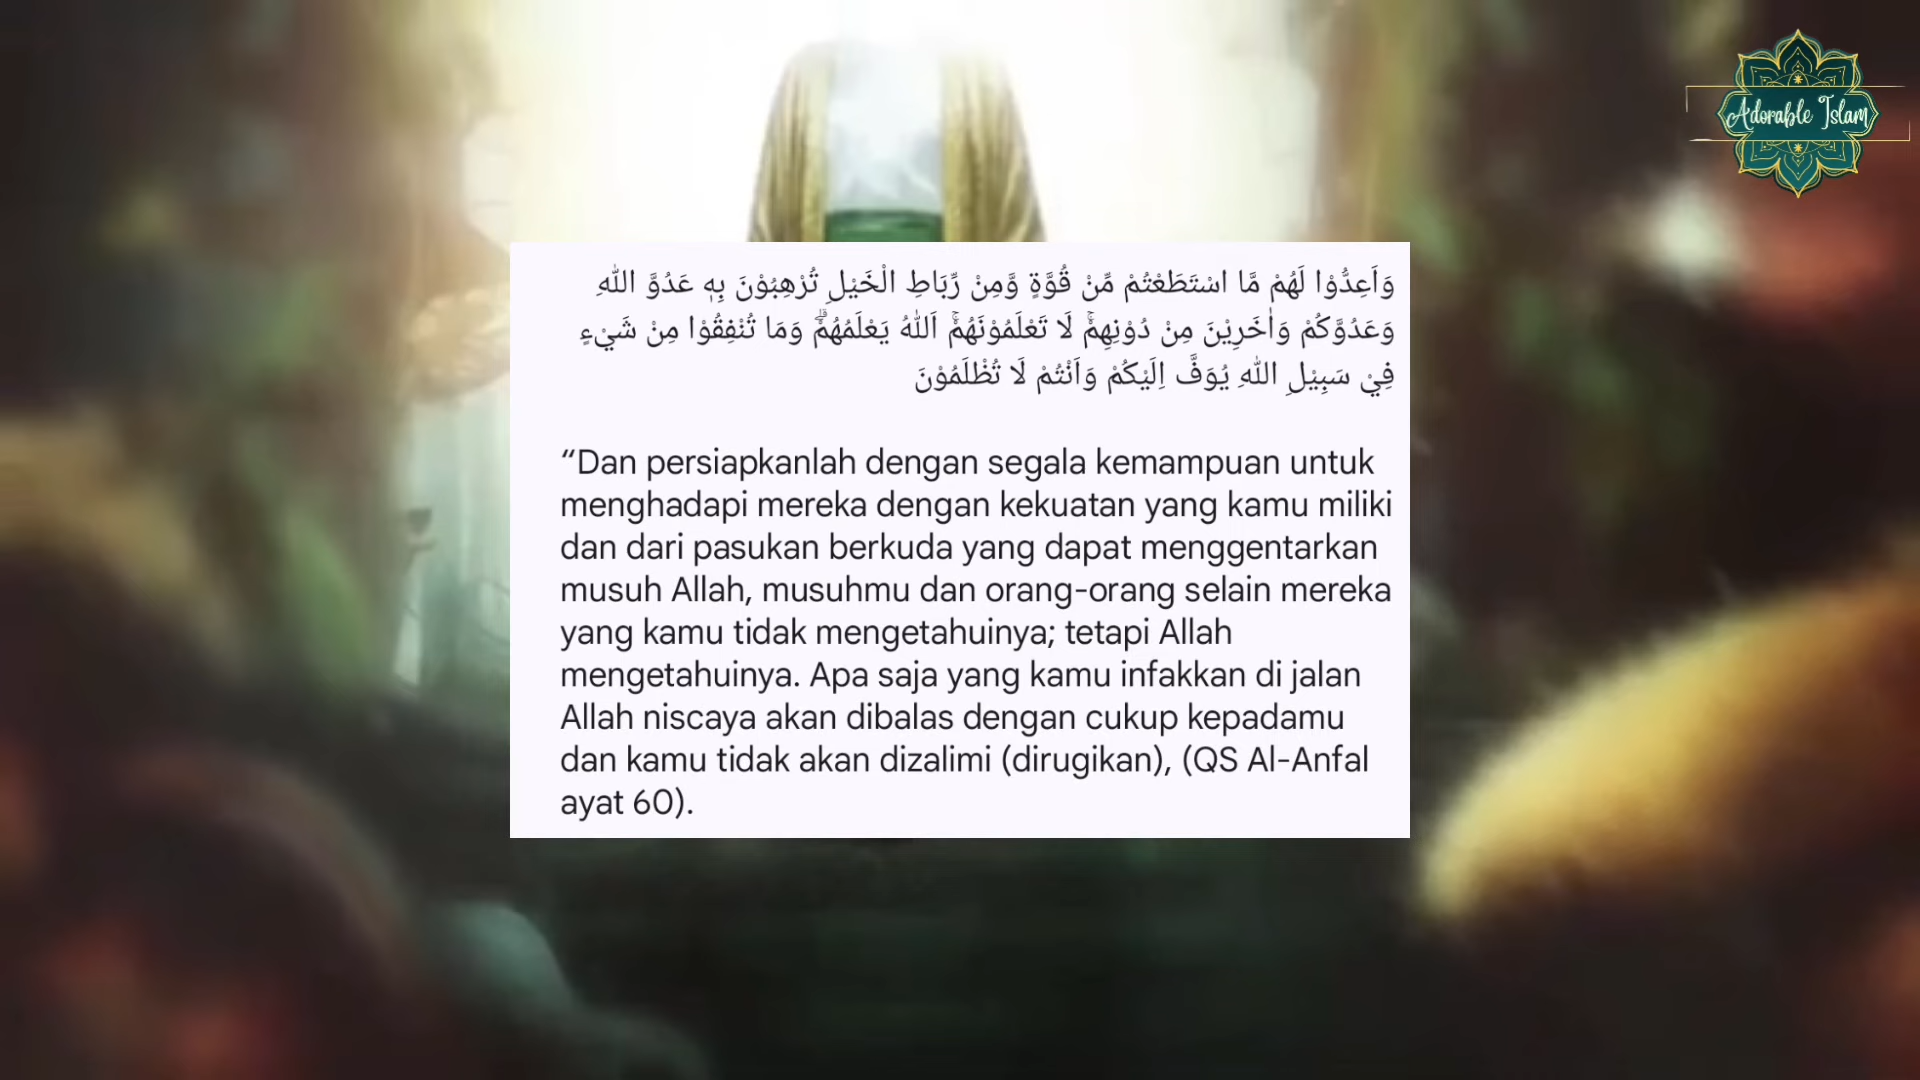 وَاَعِدُّوْا لَهُمْ مَّا اسْتَطَعْتُمْ مِّنْ قُوَّةٍ وَّمِنْ رِّبَاطِ الْخَيْلِ تُرْهِبُوْنَ بِهٖ عَدُوَّ اللّٰهِ
وَعَدُوَّكُمْ وَاٰخَرِيْنَ مِنْ دُوْنِهِمْۚ لَا تَعْلَمُوْنَهُمْۚ اَللّٰهُ يَعْلَمُهُمْۗ وَمَا تُنْفِقُوْا مِنْ شَيْءٍ
فِيْ سَبِيْلِ اللّٰهِ يُوَفَّ اِلَيْكُمْ وَاَنْتُمْ لَا تُظْلَمُوْنَ
“Dan persiapkanlah dengan segala kemampuan untuk
menghadapi mereka dengan kekuatan yang kamu miliki
dan dari pasukan berkuda yang dapat menggentarkan
musuh Allah, musuhmu dan orang-orang selain mereka
yang kamu tidak mengetahuinya; tetapi Allah
mengetahuinya. Apa saja yang kamu infakkan di jalan
Allah niscaya akan dibalas dengan cukup kepadamu
dan kamu tidak akan dizalimi (dirugikan), (QS Al-Anfal
ayat 60).
Adorable Islam